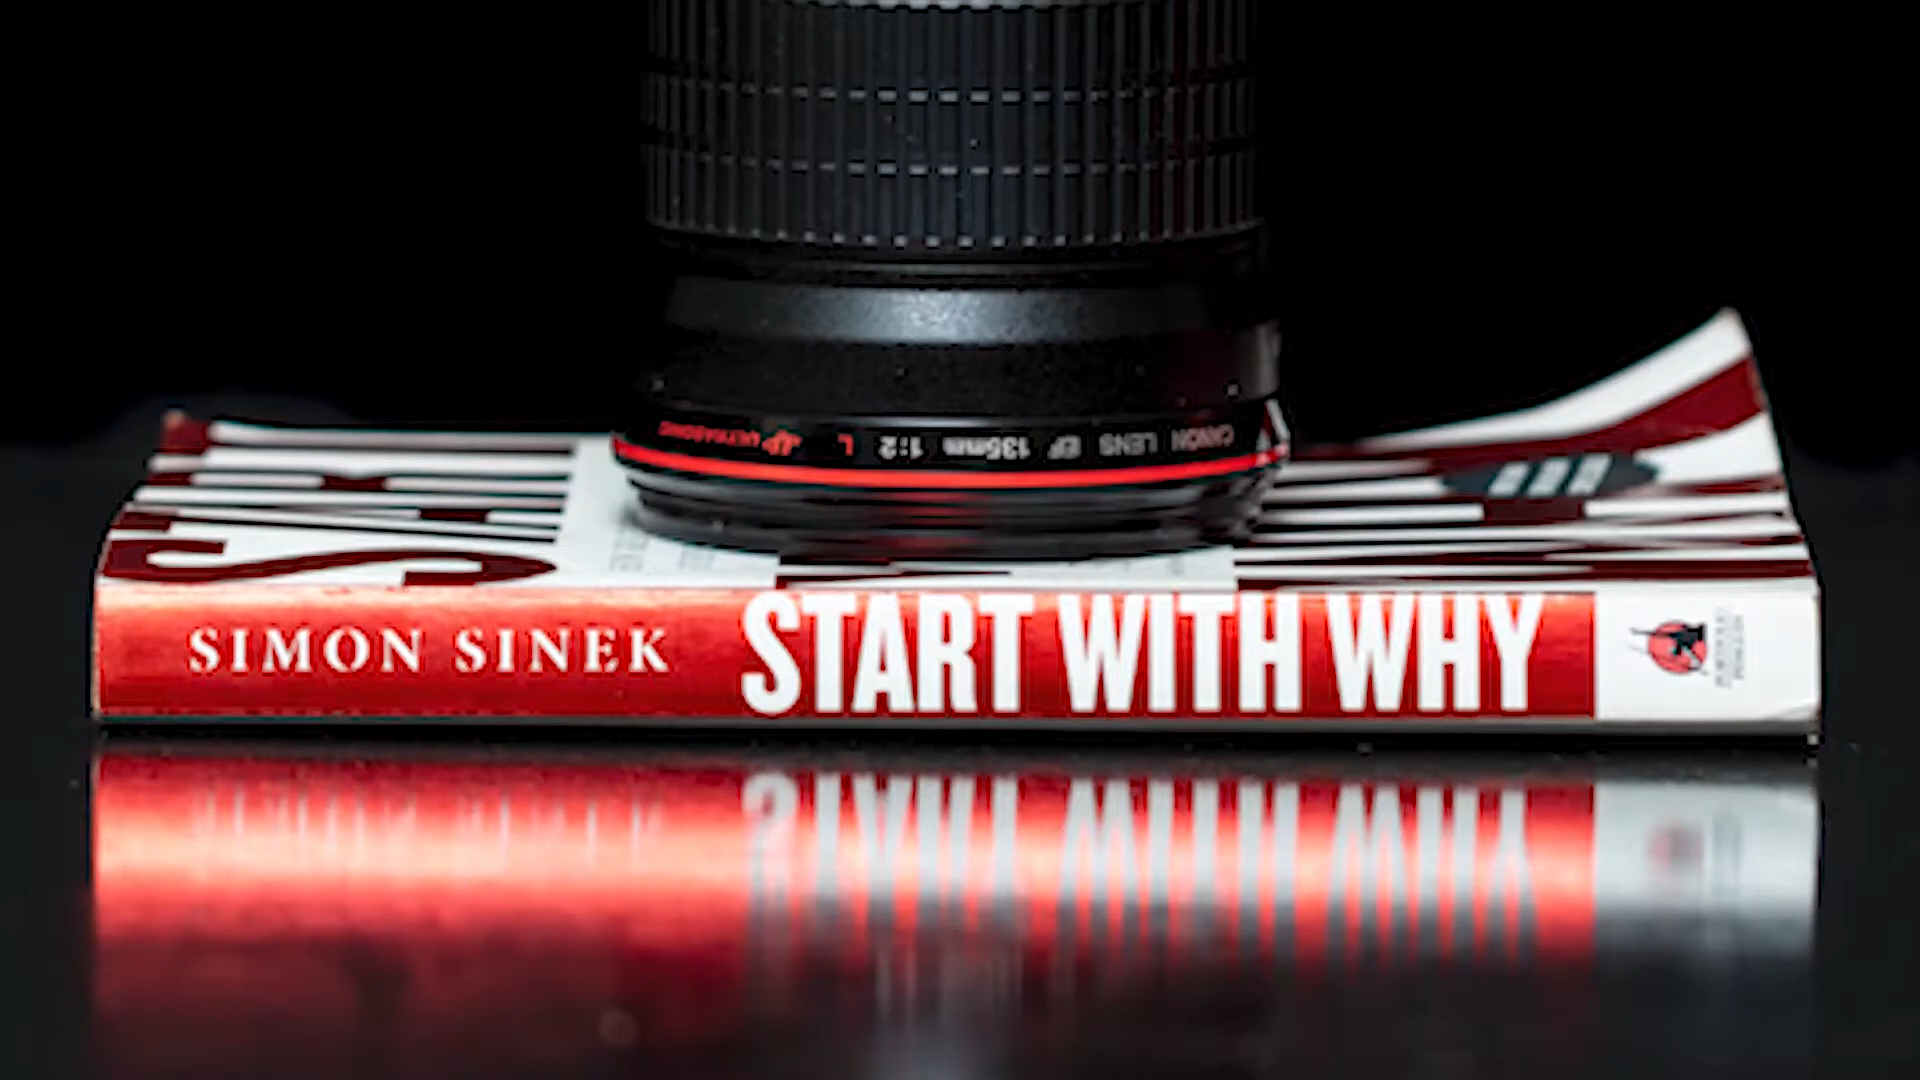 CANON LENS EF 135mm 1:2 L ULTRASONIC
SIMON SINEK START WITH WHY